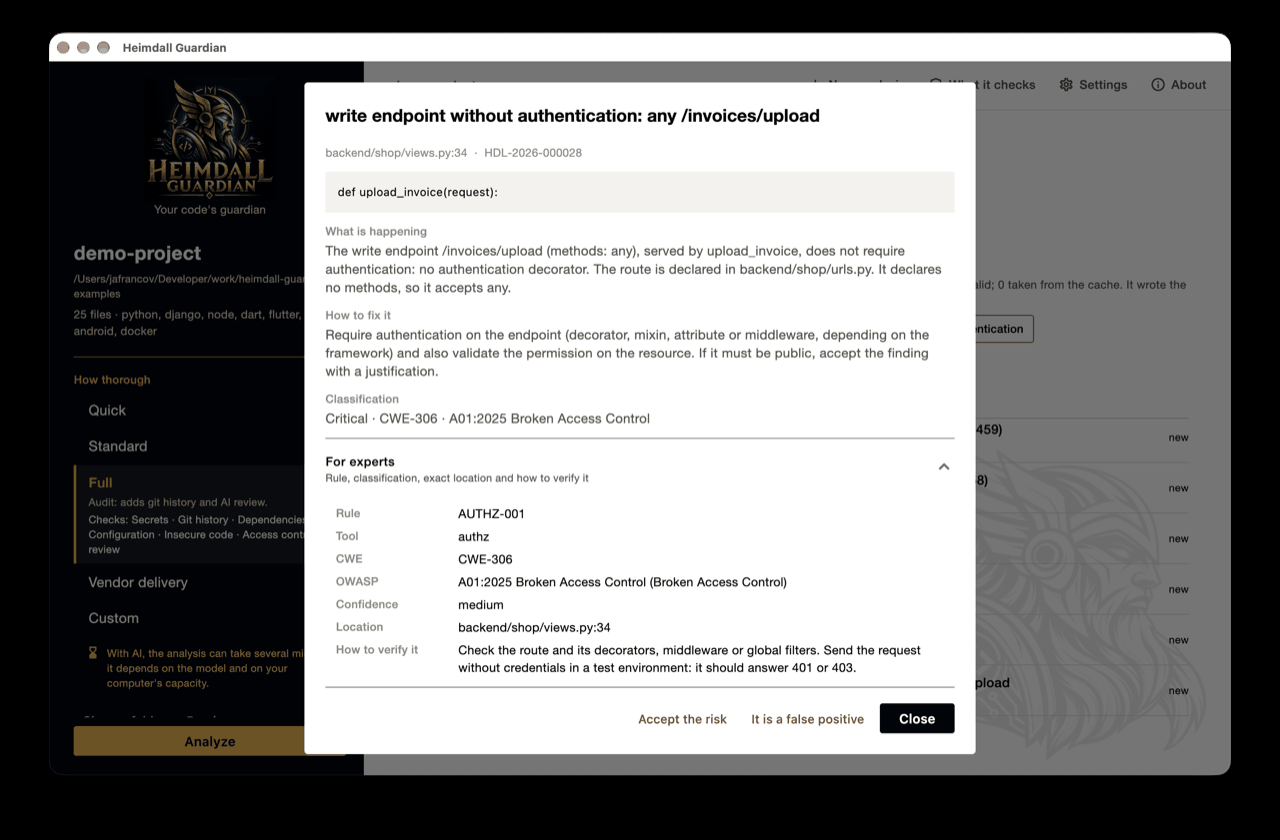 Heimdall Guardian
HEIMDALL
GUARDIAN
Your code's guardian
demo-project
/Users/jafrancov/Developer/work/heimdall-gua
examples
25 files · python, django, node, dart, flutter,
android, docker
How thorough
Quick
Standard
Full
Audit: adds git history and AI review.
Checks: Secrets · Git history · Dependencies
Configuration · Insecure code · Access cont
review
Vendor delivery
Custom
With AI, the analysis can take several mi
it depends on the model and on your
computer's capacity.
Analyze
t it checks
Settings
About
write endpoint without authentication: any /invoices/upload
backend/shop/views.py:34 · HDL-2026-000028
def upload_invoice(request):
What is happening
The write endpoint /invoices/upload (methods: any), served by upload_invoice, does not require
authentication: no authentication decorator. The route is declared in backend/shop/urls.py. It declares
no methods, so it accepts any.
How to fix it
Require authentication on the endpoint (decorator, mixin, attribute or middleware, depending on the
framework) and also validate the permission on the resource. If it must be public, accept the finding
with a justification.
Classification
Critical · CWE-306 · A01:2025 Broken Access Control
For experts
Rule, classification, exact location and how to verify it
Rule AUTHZ-001
Tool authz
CWE CWE-306
OWASP A01:2025 Broken Access Control (Broken Access Control)
Confidence medium
Location backend/shop/views.py:34
How to verify it Check the route and its decorators, middleware or global filters. Send the request
without credentials in a test environment: it should answer 401 or 403.
Accept the risk
It is a false positive
Close
alid; 0 taken from the cache. It wrote the
entication
459)
new
8)
new
new
new
new
pload
new